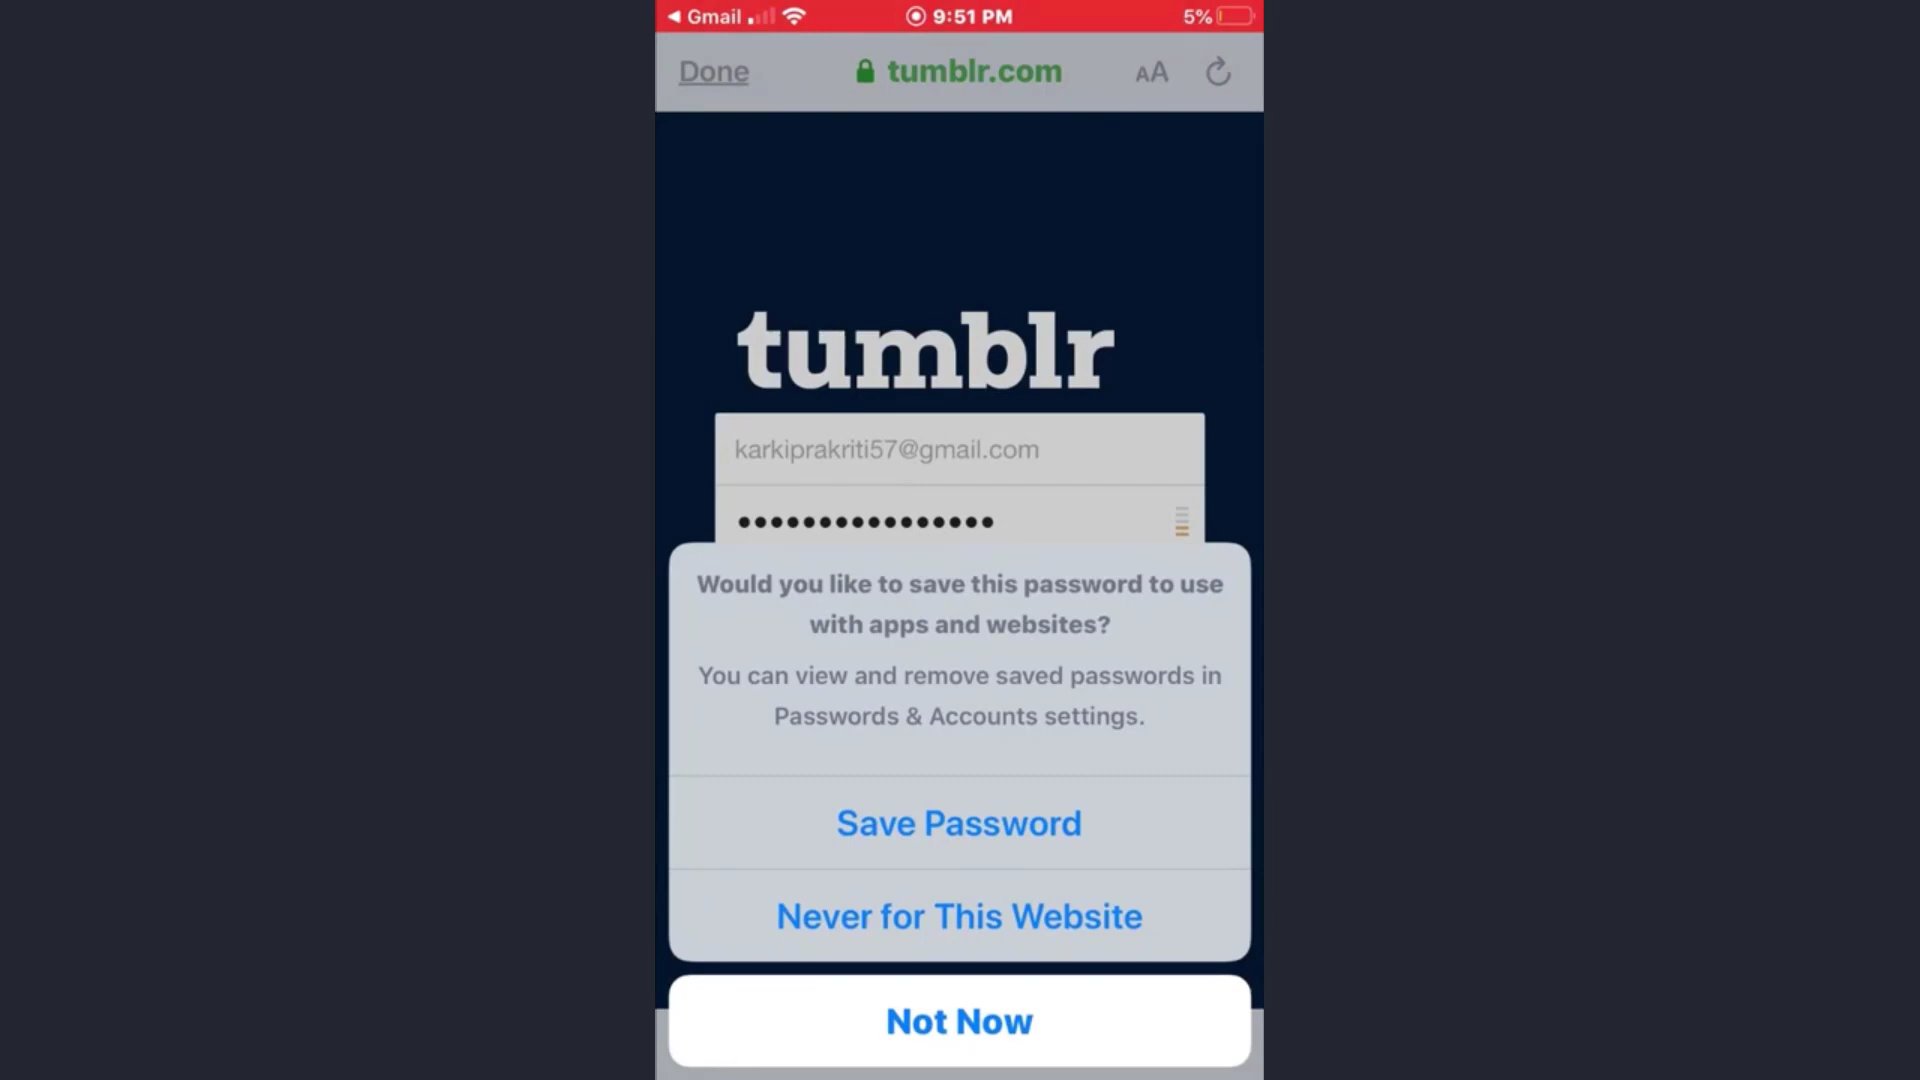 Gmail 9:51 PM 5%
Done tumblr.com AA
tumblr
karkiprakriti57@gmail.com
••••••••••••••••
Would you like to save this password to use
with apps and websites?
You can view and remove saved passwords in
Passwords & Accounts settings.
Save Password
Never for This Website
Not Now